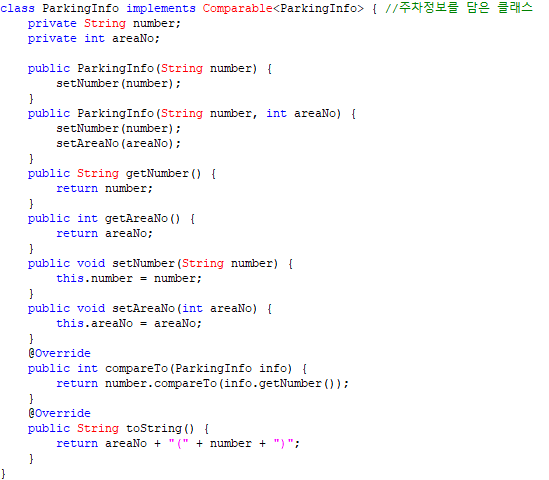 class ParkingInfo implements Comparable<ParkingInfo> { //주차정보를 담은 클래스
    private String number;
    private int areaNo;

    public ParkingInfo(String number) {
        setNumber(number);
    }
    public ParkingInfo(String number, int areaNo) {
        setNumber(number);
        setAreaNo(areaNo);
    }
    public String getNumber() {
        return number;
    }
    public int getAreaNo() {
        return areaNo;
    }
    public void setNumber(String number) {
        this.number = number;
    }
    public void setAreaNo(int areaNo) {
        this.areaNo = areaNo;
    }
    @Override
    public int compareTo(ParkingInfo info) {
        return number.compareTo(info.getNumber());
    }
    @Override
    public String toString() {
        return areaNo + "(" + number + ")";
    }
}